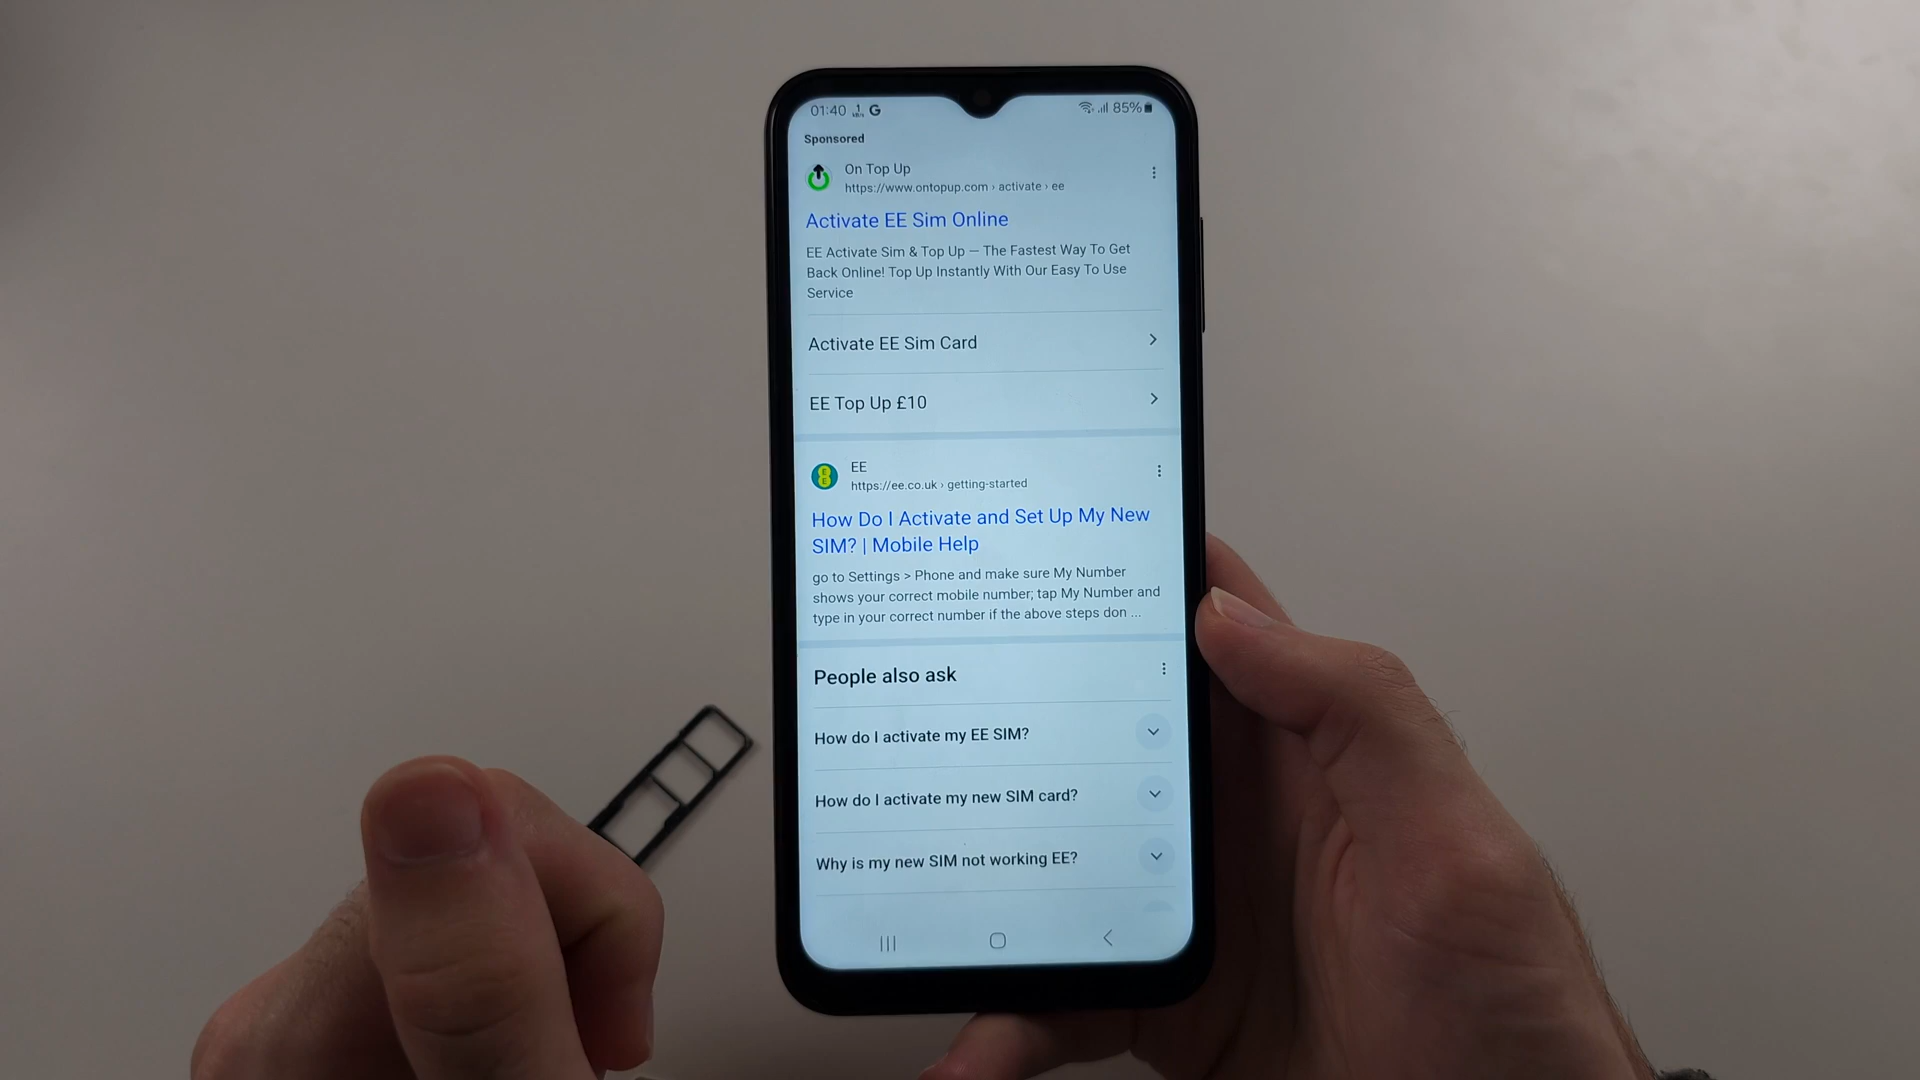 01:40 1 KB/s G 85%
Sponsored
On Top Up
https://www.ontopup.com › activate › ee
Activate EE Sim Online
EE Activate Sim & Top Up — The Fastest Way To Get
Back Online! Top Up Instantly With Our Easy To Use
Service
Activate EE Sim Card
EE Top Up £10
EE
https://ee.co.uk › getting-started
How Do I Activate and Set Up My New
SIM? | Mobile Help
go to Settings > Phone and make sure My Number
shows your correct mobile number; tap My Number and
type in your correct number if the above steps don ...
People also ask
How do I activate my EE SIM?
How do I activate my new SIM card?
Why is my new SIM not working EE?